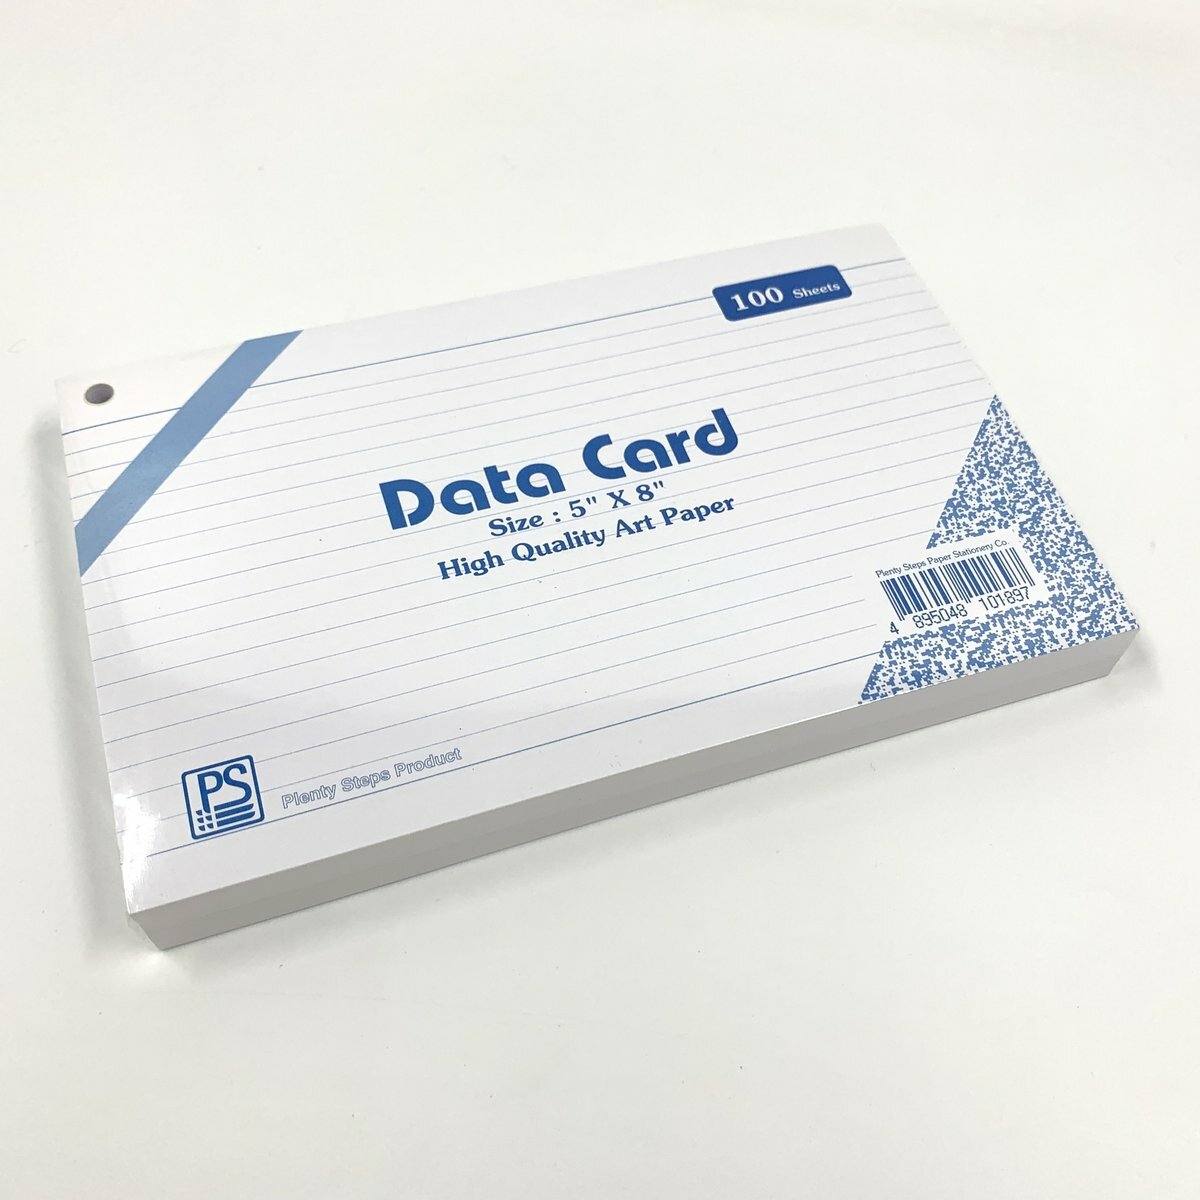 100 Sheets
Data Card
Size : 5" X 8"
High Quality Art Paper
Plenty Steps Paper Stationery Co.
4 895048 101897
PS
Plenty Steps Product